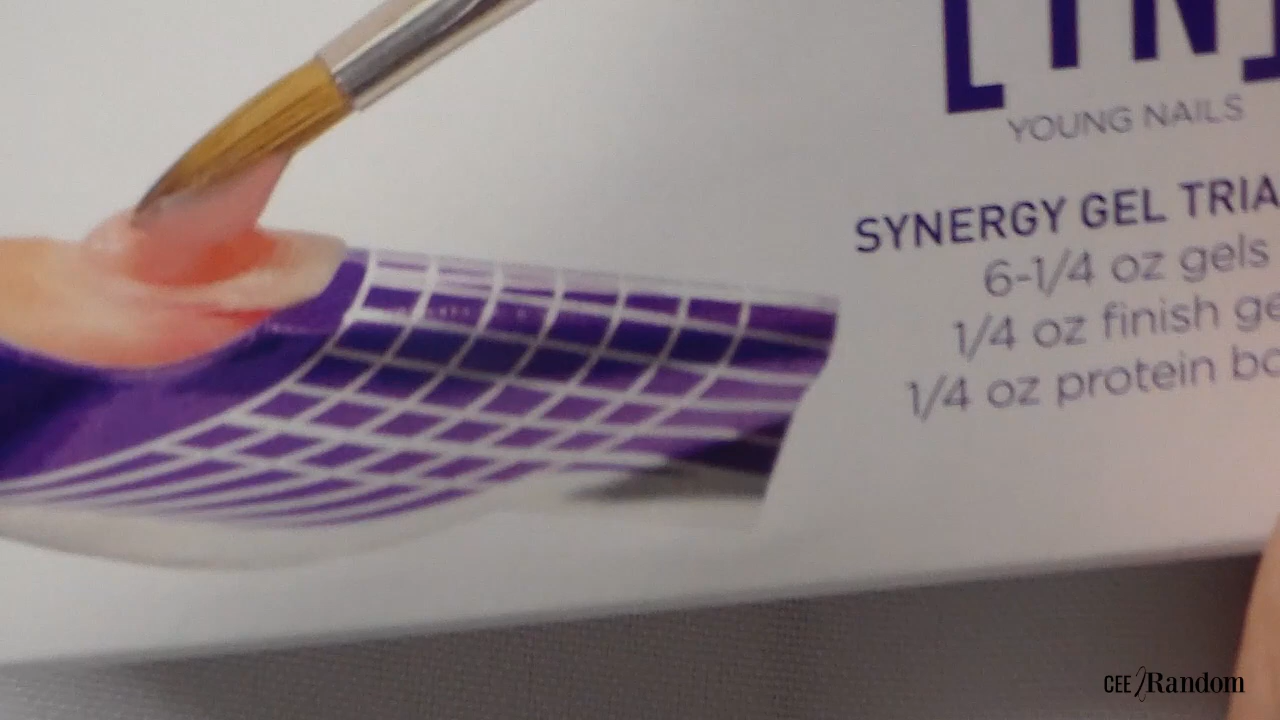 [YN]
YOUNG NAILS
SYNERGY GEL TRIA
6-1/4 oz gels
1/4 oz finish ge
1/4 oz protein bo
CEE Random